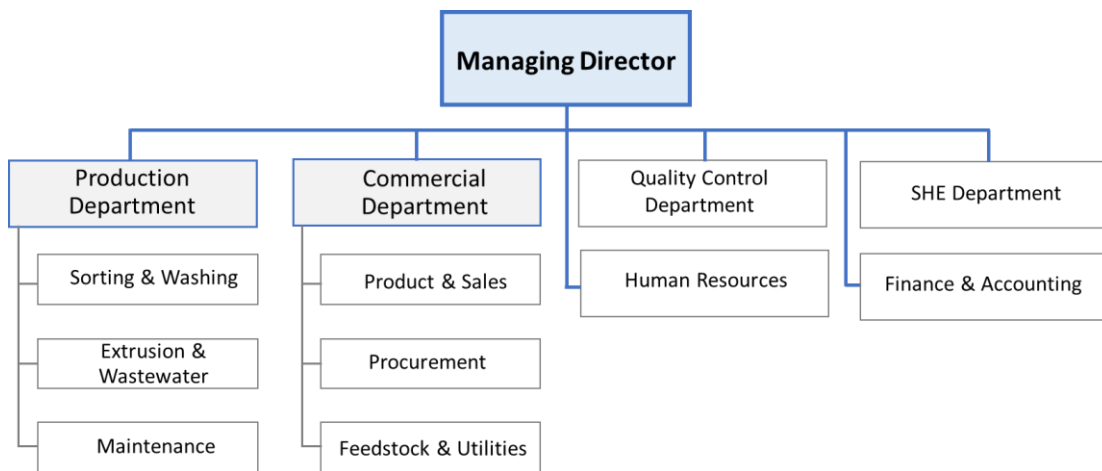 Managing Director
Production
Department
Commercial
Department
Quality Control
Department
SHE Department
Sorting & Washing
Product & Sales
Human Resources
Finance & Accounting
Extrusion &
Wastewater
Procurement
Maintenance
Feedstock & Utilities